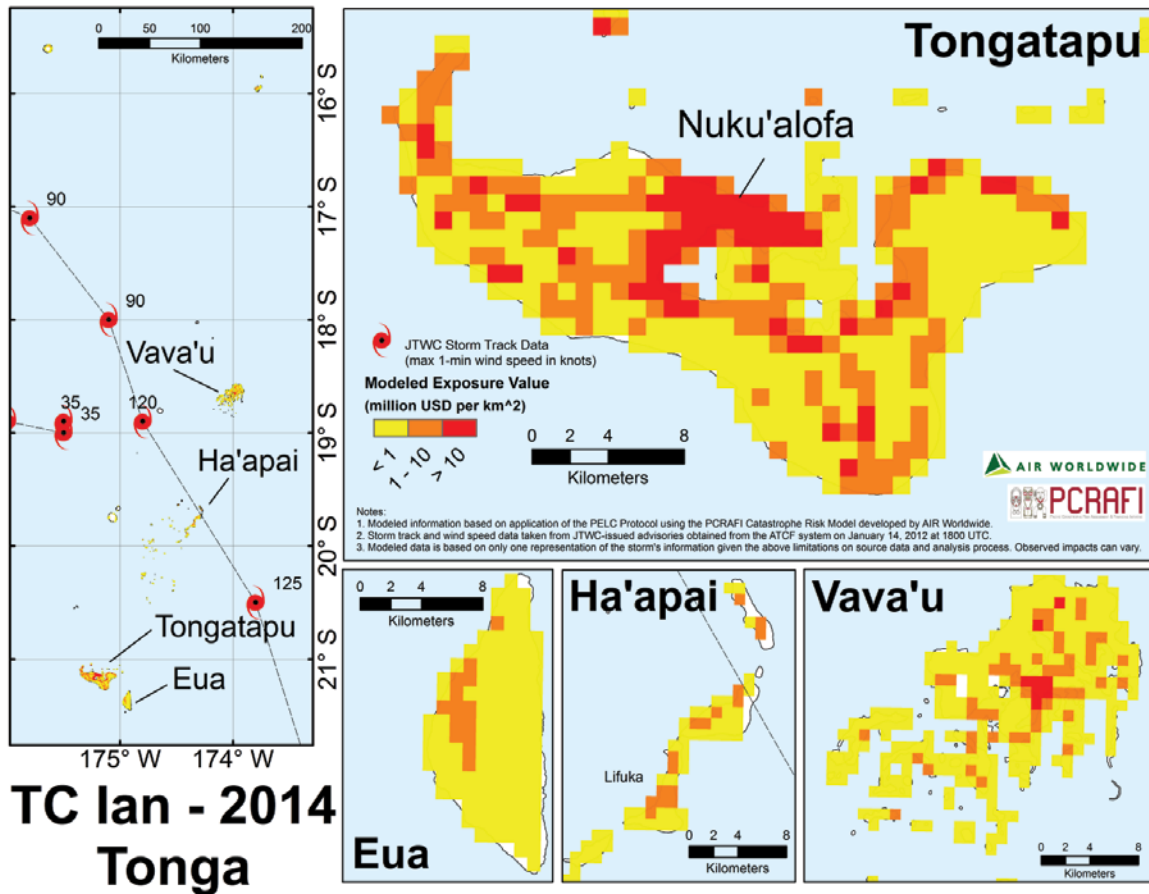 0 50 100 200
Kilometers
16° S
17° S
18° S
19° S
20° S
21° S
90
90
Vava'u
35
35
120
Ha'apai
125
Tongatapu
Eua
175° W
174° W
TC Ian - 2014
Tonga
Tongatapu
Nuku'alofa
JTWC Storm Track Data
(max 1-min wind speed in knots)
Modeled Exposure Value
(million USD per km^2)
< 1
1 - 10
> 10
0 2 4 8
Kilometers
AIR WORLDWIDE
PCRAFI
Notes:
1. Modeled information based on application of the PELC Protocol using the PCRAFI Catastrophe Risk Model developed by AIR Worldwide.
2. Storm track and wind speed data taken from JTWC-issued advisories obtained from the ATCF system on January 14, 2012 at 1800 UTC.
3. Modeled data is based on only one representation of the storm's information given the above limitations on source data and analysis process. Observed impacts can vary.
0 2 4 8
Kilometers
Eua
Ha'apai
Lifuka
0 2 4 8
Kilometers
Vava'u
0 2 4 8
Kilometers